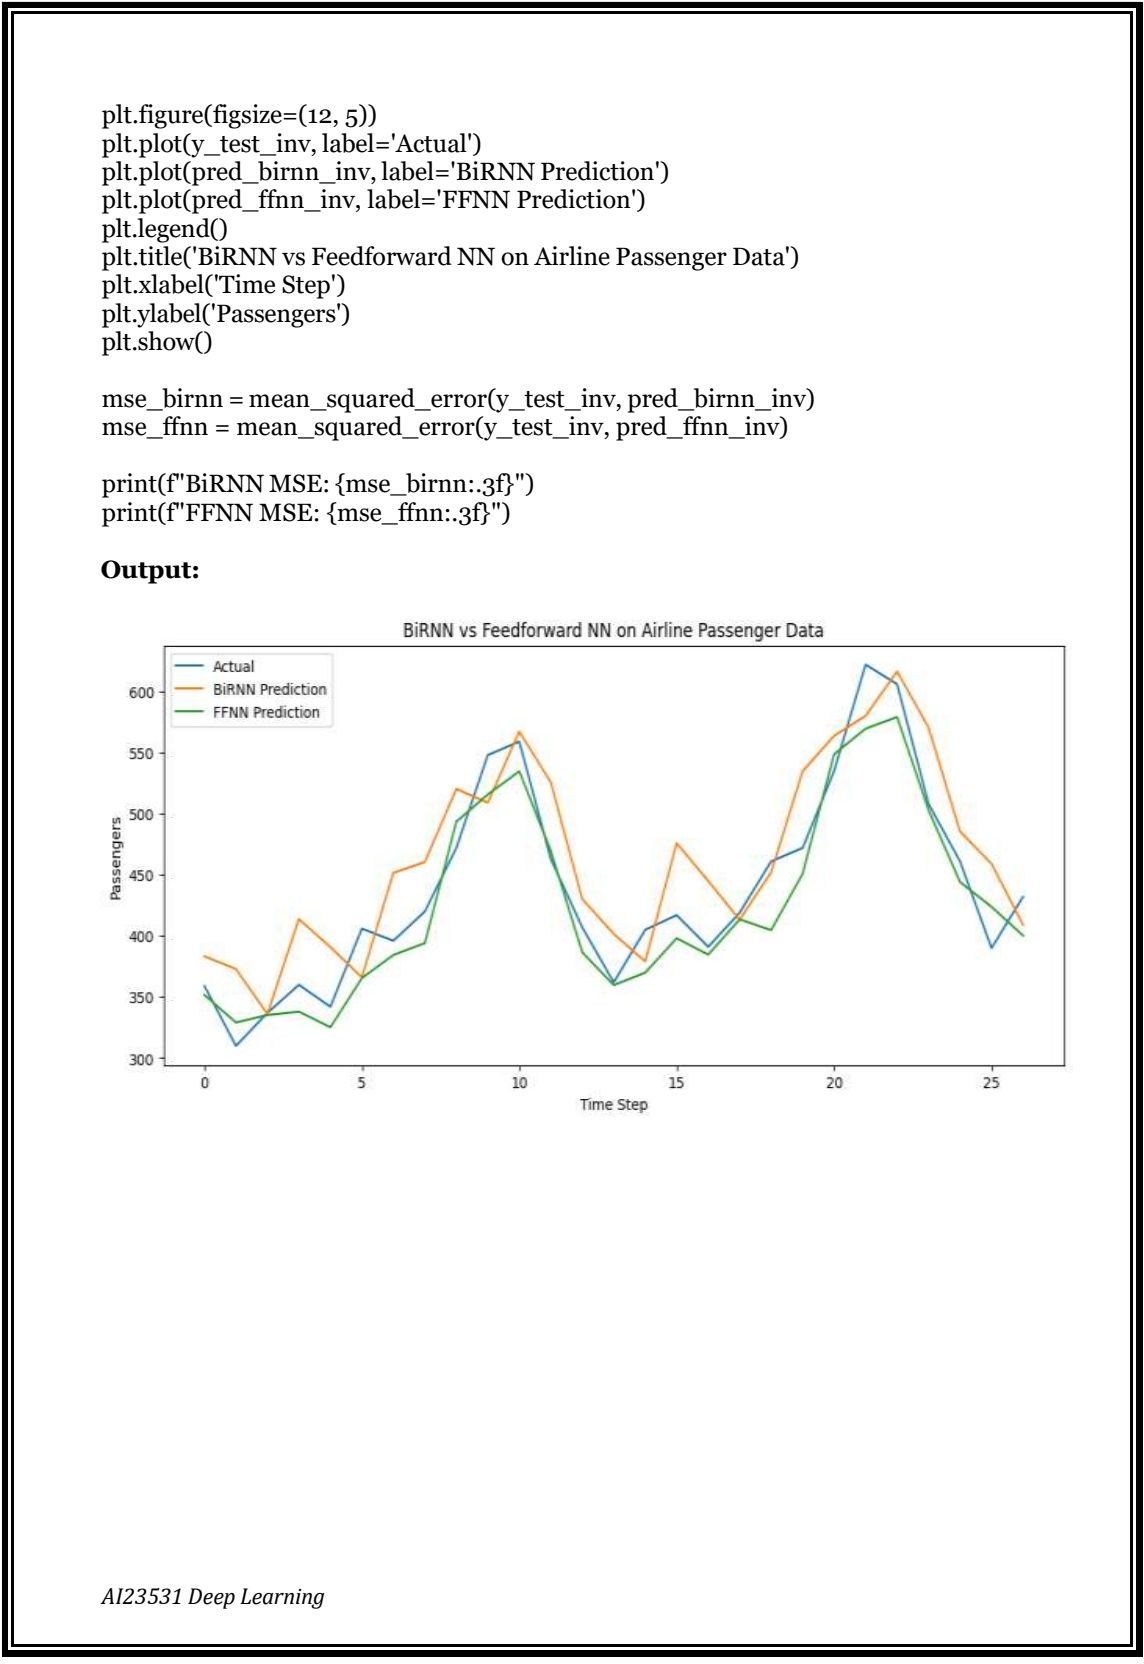 plt.figure(figsize=(12, 5))
plt.plot(y_test_inv, label='Actual')
plt.plot(pred_birnn_inv, label='BiRNN Prediction')
plt.plot(pred_ffnn_inv, label='FFNN Prediction')
plt.legend()
plt.title('BiRNN vs Feedforward NN on Airline Passenger Data')
plt.xlabel('Time Step')
plt.ylabel('Passengers')
plt.show()
mse_birnn = mean_squared_error(y_test_inv, pred_birnn_inv)
mse_ffnn = mean_squared_error(y_test_inv, pred_ffnn_inv)
print(f"BiRNN MSE: {mse_birnn:.3f}")
print(f"FFNN MSE: {mse_ffnn:.3f}")
Output:
BiRNN vs Feedforward NN on Airline Passenger Data
Actual
BiRNN Prediction
FFNN Prediction
600
550
500
450
400
350
300
Passengers
0 5 10 15 20 25
Time Step
AI23531 Deep Learning